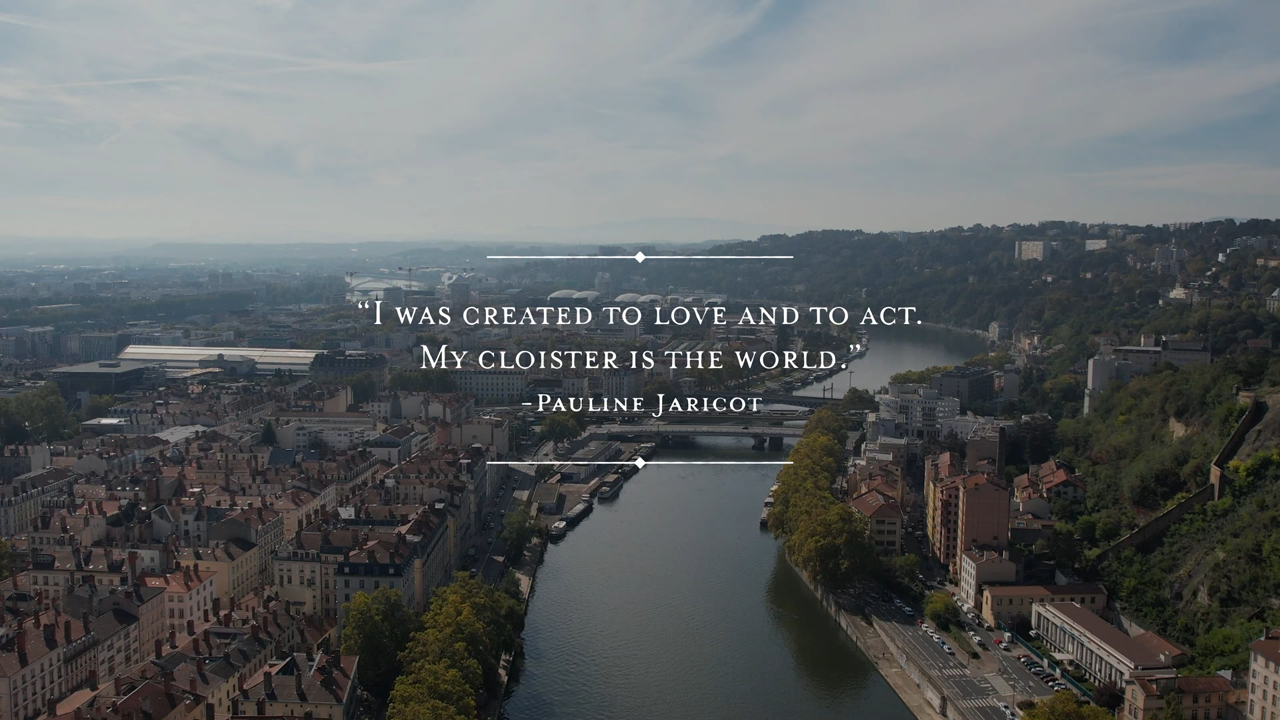 “I was created to love and to act.
My cloister is the world.”
-Pauline Jaricot